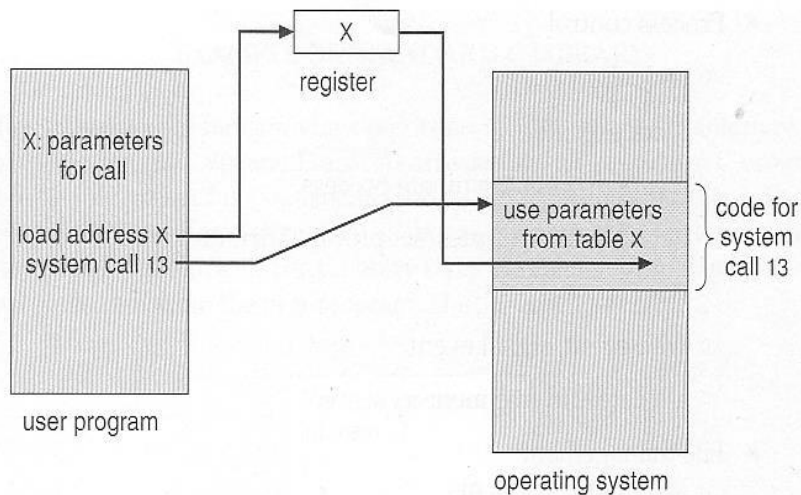 X
register
X: parameters
for call
load address X
system call 13
use parameters
from table X
code for
system
call 13
user program
operating system